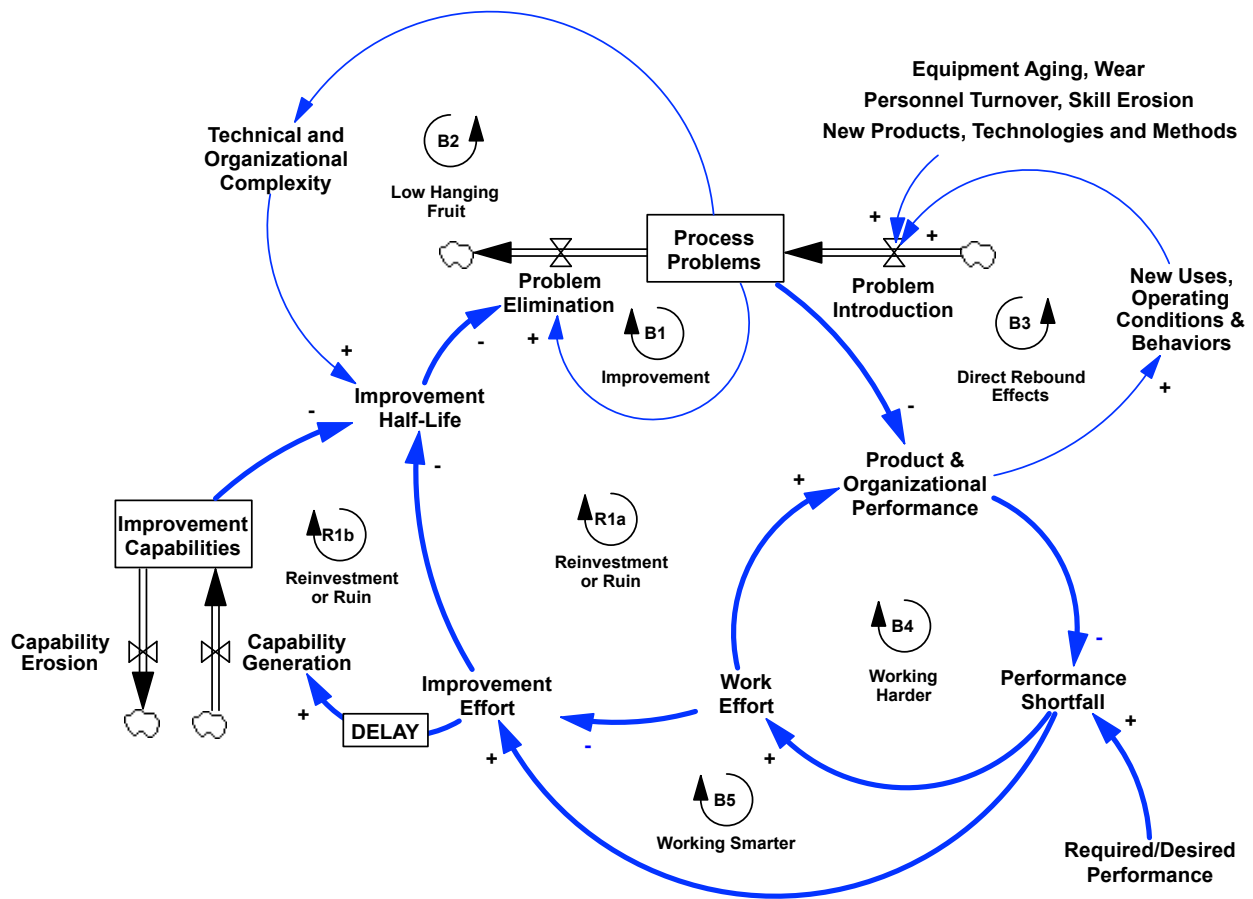 Equipment Aging, Wear
Personnel Turnover, Skill Erosion
New Products, Technologies and Methods
Technical and
Organizational
Complexity
B2
Low Hanging
Fruit
+
+
Process
Problems
Problem
Elimination
Problem
Introduction
New Uses,
Operating
Conditions &
Behaviors
B1
Improvement
+
-
B3
Direct Rebound
Effects
+
+
Improvement
Half-Life
-
-
-
Product &
Organizational
Performance
+
Improvement
Capabilities
R1b
Reinvestment
or Ruin
R1a
Reinvestment
or Ruin
B4
Working
Harder
-
Capability
Erosion
Capability
Generation
+
DELAY
Improvement
Effort
+
Work
Effort
-
+
Performance
Shortfall
+
B5
Working Smarter
Required/Desired
Performance